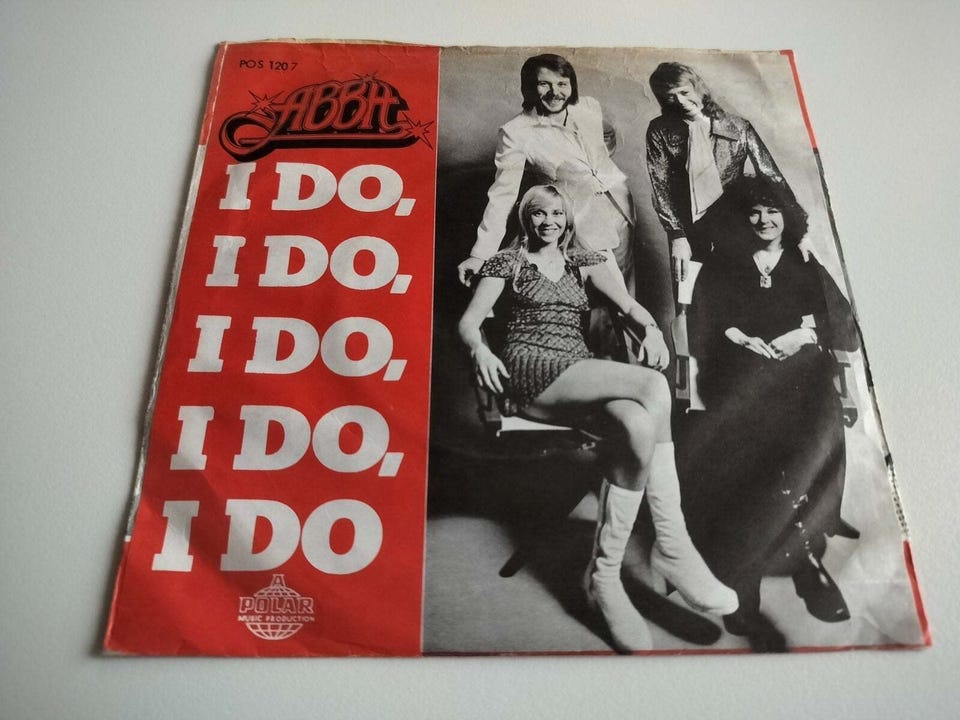 POS 1207
ABBA
I DO,
I DO,
I DO,
I DO,
I DO
A
POLAR
MUSIC PRODUCTION